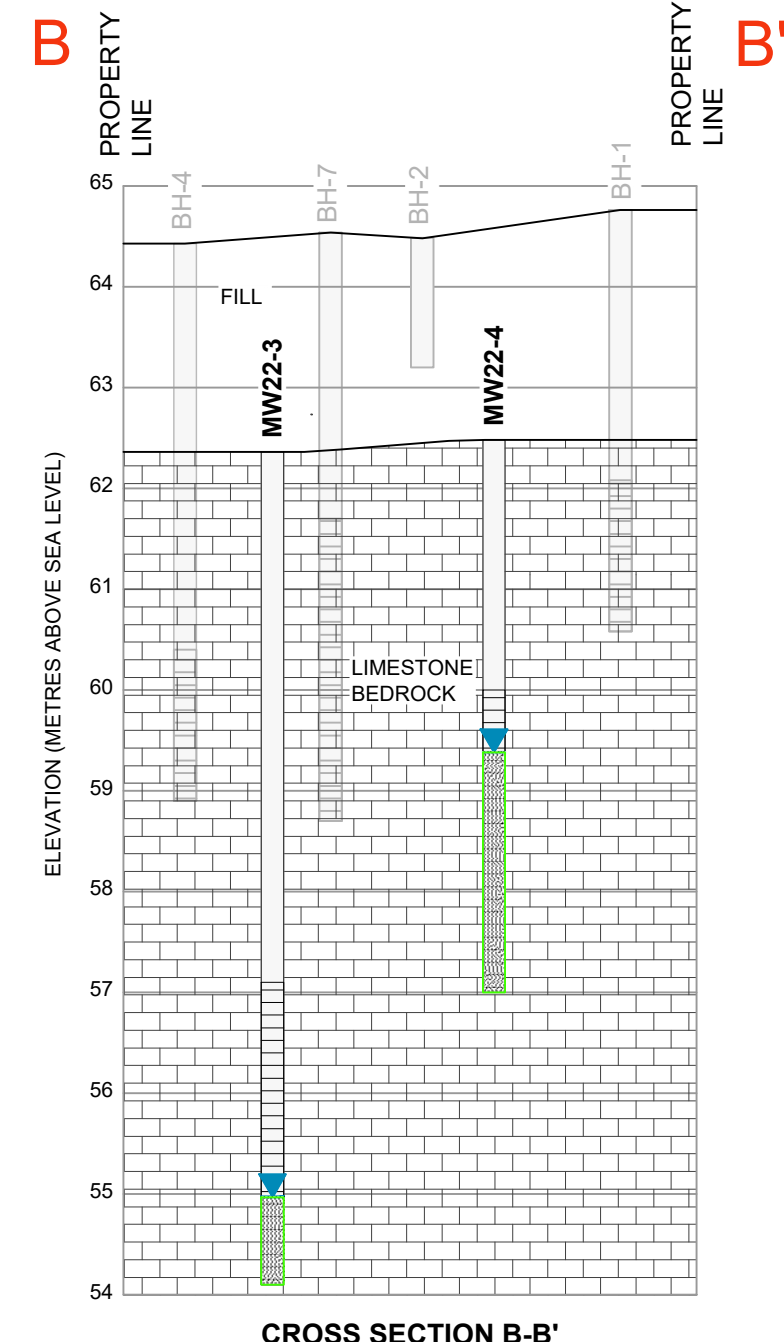 B
PROPERTY
LINE
PROPERTY
LINE
B'
BH-4
BH-7
BH-2
BH-1
65
64
FILL
MW22-3
MW22-4
63
62
61
LIMESTONE
BEDROCK
60
59
58
57
56
55
54
ELEVATION (METRES ABOVE SEA LEVEL)
CROSS SECTION B-B'